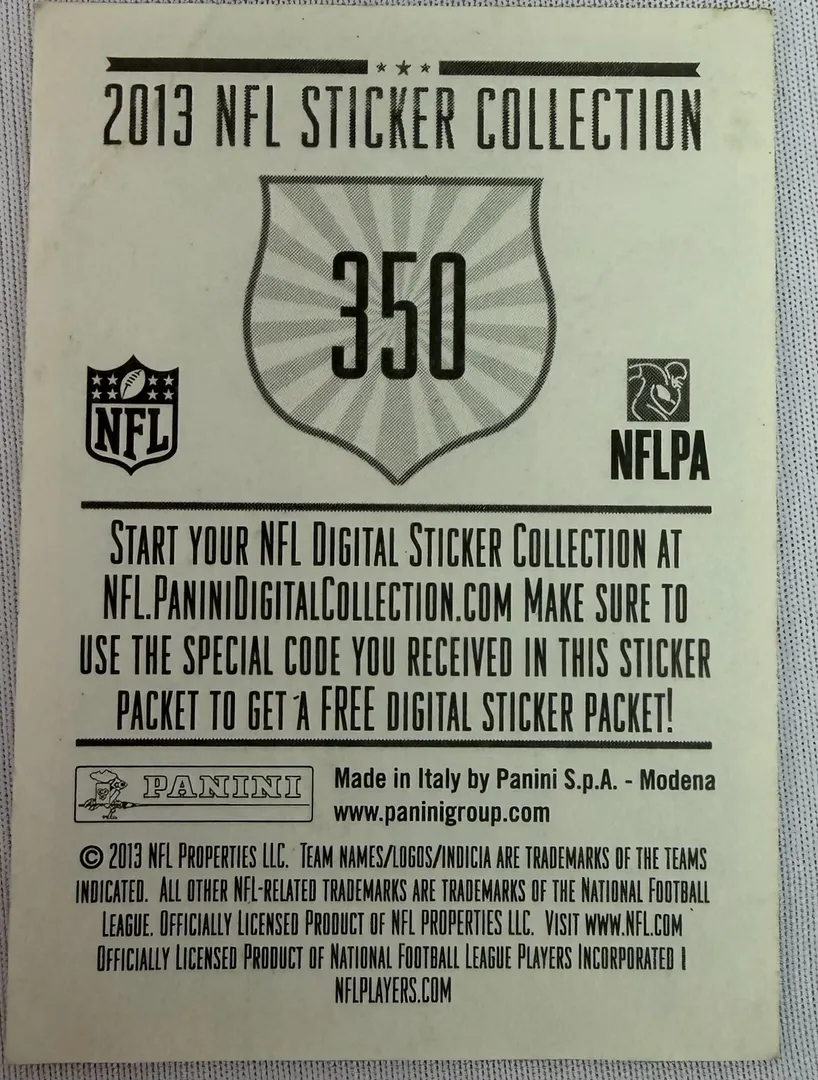 2013 NFL STICKER COLLECTION
350
NFL
NFLPA
START YOUR NFL DIGITAL STICKER COLLECTION AT
NFL.PANINIDIGITALCOLLECTION.COM MAKE SURE TO
USE THE SPECIAL CODE YOU RECEIVED IN THIS STICKER
PACKET TO GET A FREE DIGITAL STICKER PACKET!
PANINI
Made in Italy by Panini S.p.A. - Modena
www.paninigroup.com
© 2013 NFL PROPERTIES LLC. TEAM NAMES/LOGOS/INDICIA ARE TRADEMARKS OF THE TEAMS
INDICATED. ALL OTHER NFL-RELATED TRADEMARKS ARE TRADEMARKS OF THE NATIONAL FOOTBALL
LEAGUE. OFFICIALLY LICENSED PRODUCT OF NFL PROPERTIES LLC. VISIT WWW.NFL.COM
OFFICIALLY LICENSED PRODUCT OF NATIONAL FOOTBALL LEAGUE PLAYERS INCORPORATED |
NFLPLAYERS.COM